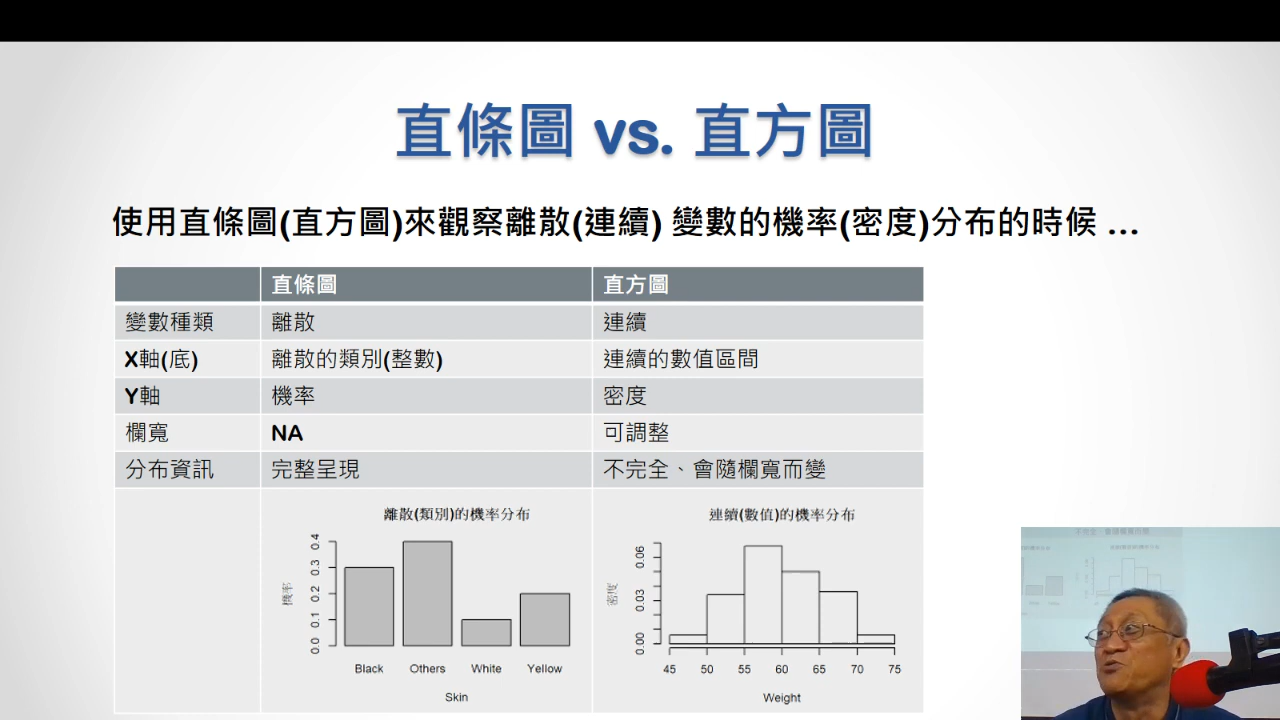 直條圖 vs. 直方圖
使用直條圖(直方圖)來觀察離散(連續) 變數的機率(密度)分布的時候 …
直條圖 直方圖
變數種類 離散 連續
X軸(底) 離散的類別(整數) 連續的數值區間
Y軸 機率 密度
欄寬 NA 可調整
分布資訊 完整呈現 不完全、會隨欄寬而變
離散(類別)的機率分布
機率
0.0 0.1 0.2 0.3 0.4
Black Others White Yellow
Skin
連續(數值)的機率分布
密度
0.00 0.03 0.06
45 50 55 60 65 70 75
Weight